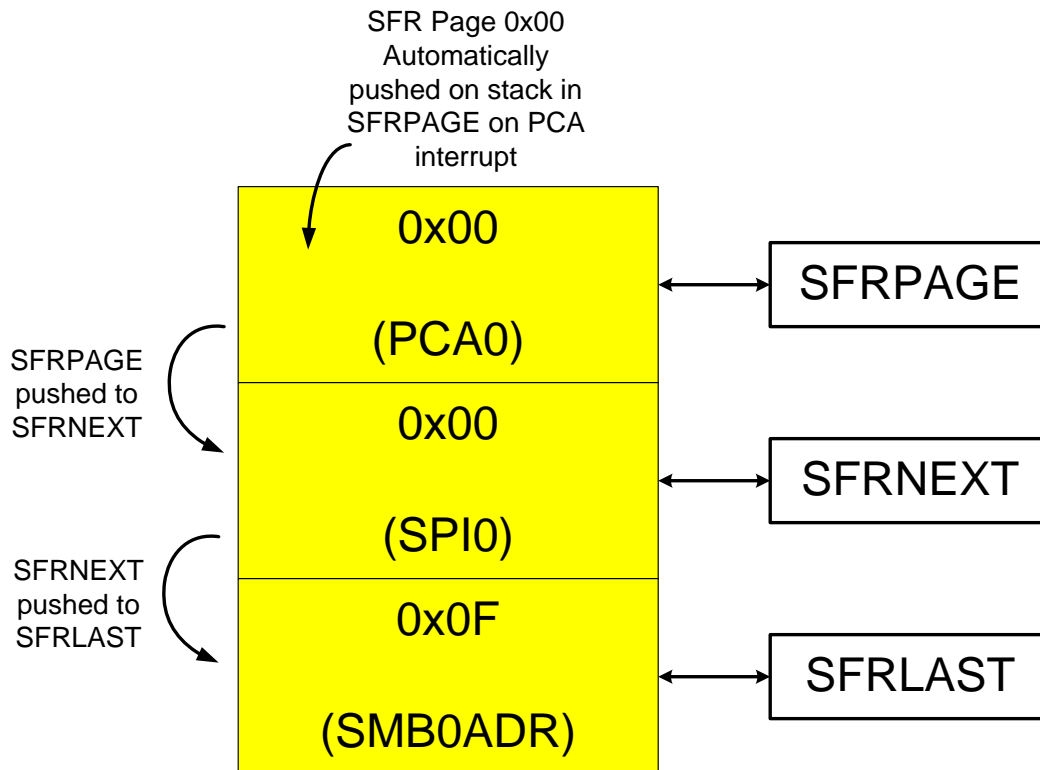 SFR Page 0x00
Automatically
pushed on stack in
SFRPAGE on PCA
interrupt
0x00
(PCA0)
SFRPAGE
SFRPAGE
pushed to
SFRNEXT
0x00
(SPI0)
SFRNEXT
SFRNEXT
pushed to
SFRLAST
0x0F
(SMB0ADR)
SFRLAST